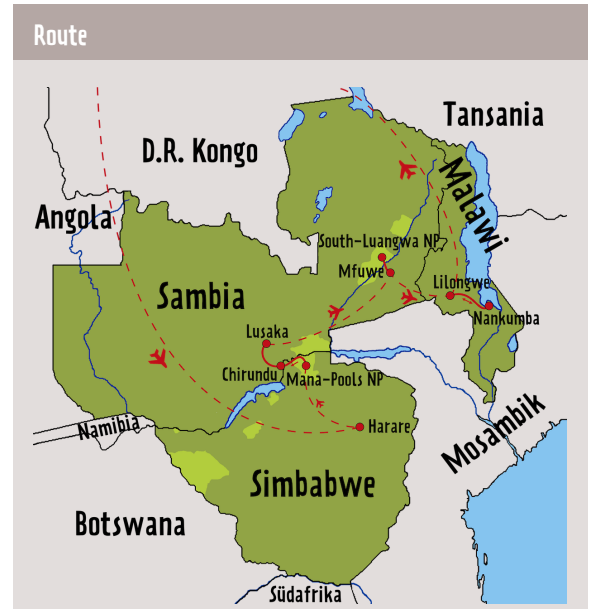 Route
Tansania
D.R. Kongo
Malawi
Angola
South-Luangwa NP
Mfuwe
Lilongwe
Sambia
Nankumba
Lusaka
Chirundu
Mana-Pools NP
Namibia
Harare
Mosambik
Simbabwe
Botswana
Südafrika